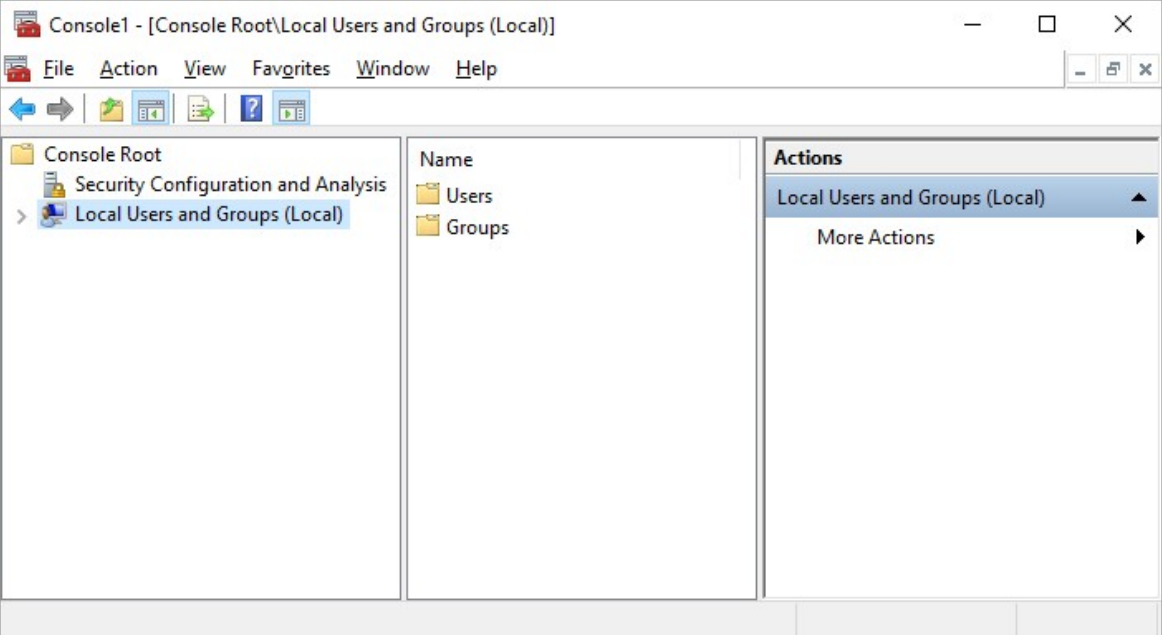 Console1 - [Console Root\Local Users and Groups (Local)]
File Action View Favorites Window Help
Console Root
Security Configuration and Analysis
Local Users and Groups (Local)
Name
Users
Groups
Actions
Local Users and Groups (Local)
More Actions